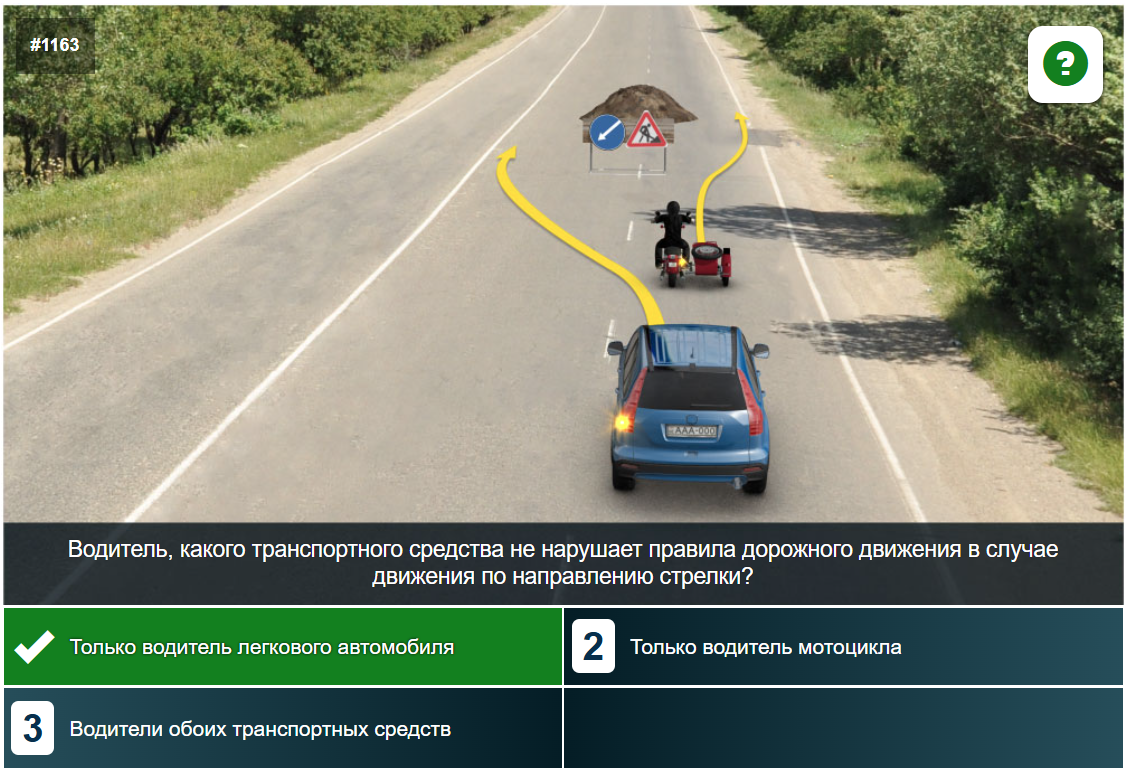 #1163
?
AAA-000
Водитель, какого транспортного средства не нарушает правила дорожного движения в случае
движения по направлению стрелки?
Только водитель легкового автомобиля
2 Только водитель мотоцикла
3 Водители обоих транспортных средств